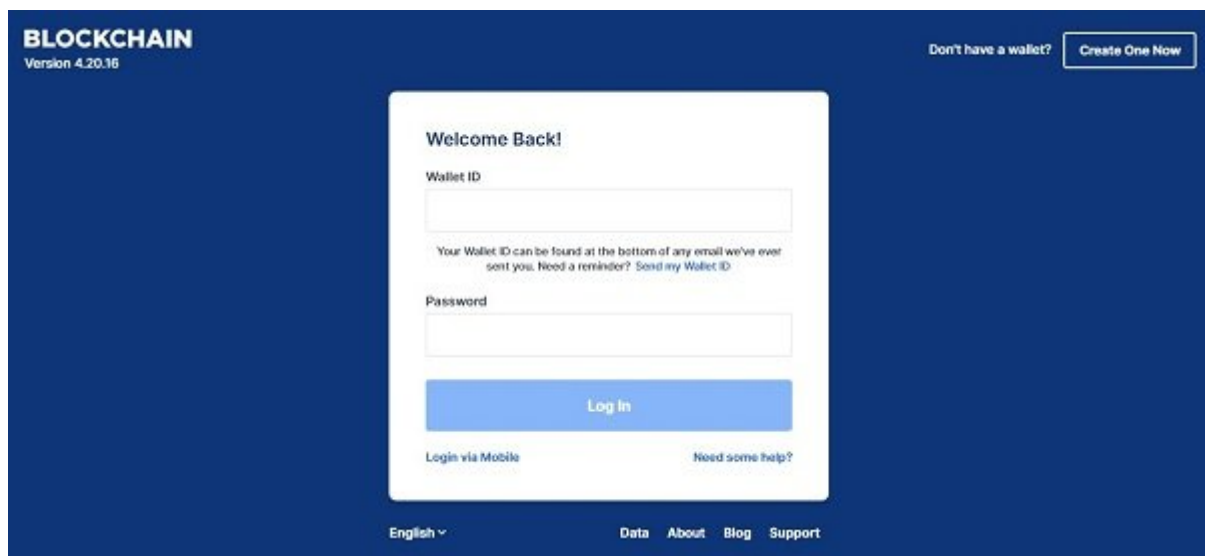 BLOCKCHAIN
Version 4.20.16
Don't have a wallet? Create One Now
Welcome Back!
Wallet ID
Your Wallet ID can be found at the bottom of any email we've ever
sent you. Need a reminder? Send my Wallet ID
Password
Log In
Login via Mobile Need some help?
English Data About Blog Support